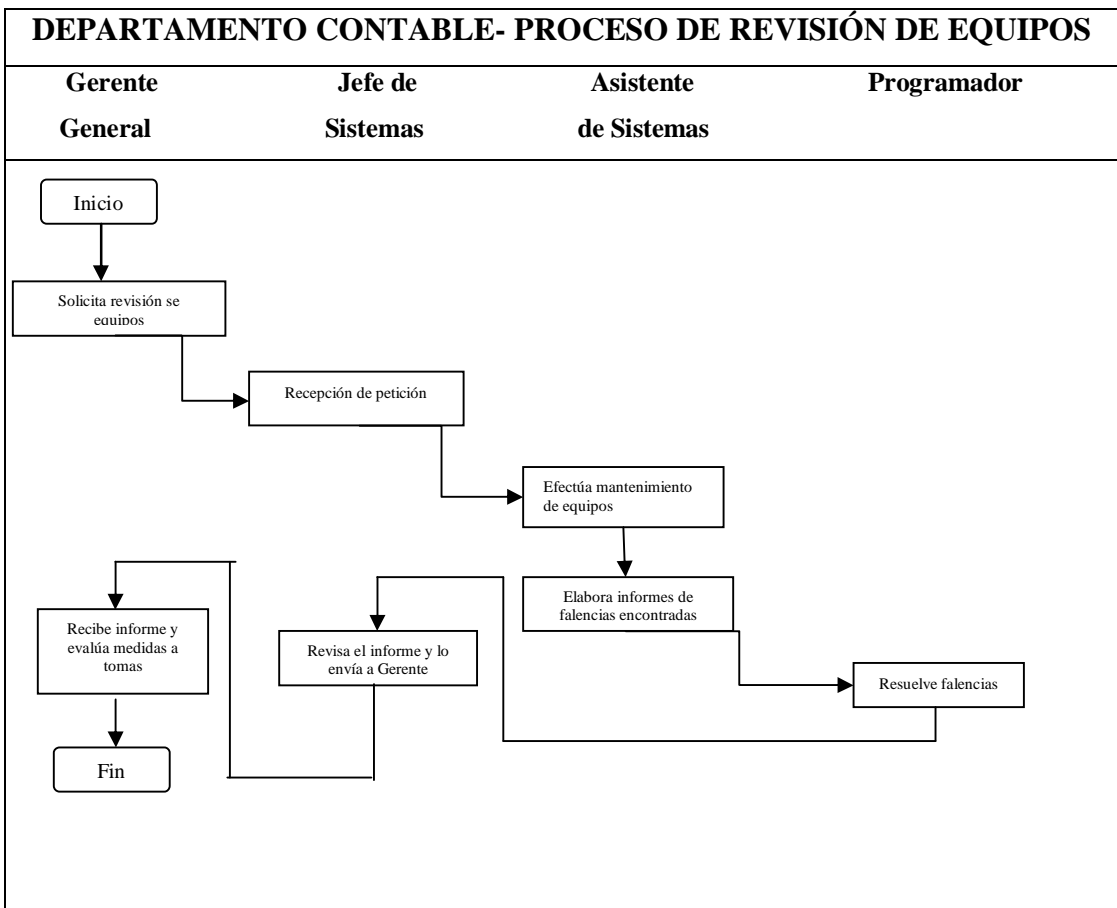 DEPARTAMENTO CONTABLE- PROCESO DE REVISIÓN DE EQUIPOS
Gerente
General
Jefe de
Sistemas
Asistente
de Sistemas
Programador
Inicio
Solicita revisión se
equipos
Recepción de petición
Efectúa mantenimiento
de equipos
Elabora informes de
falencias encontradas
Resuelve falencias
Revisa el informe y lo
envía a Gerente
Recibe informe y
evalúa medidas a
tomas
Fin